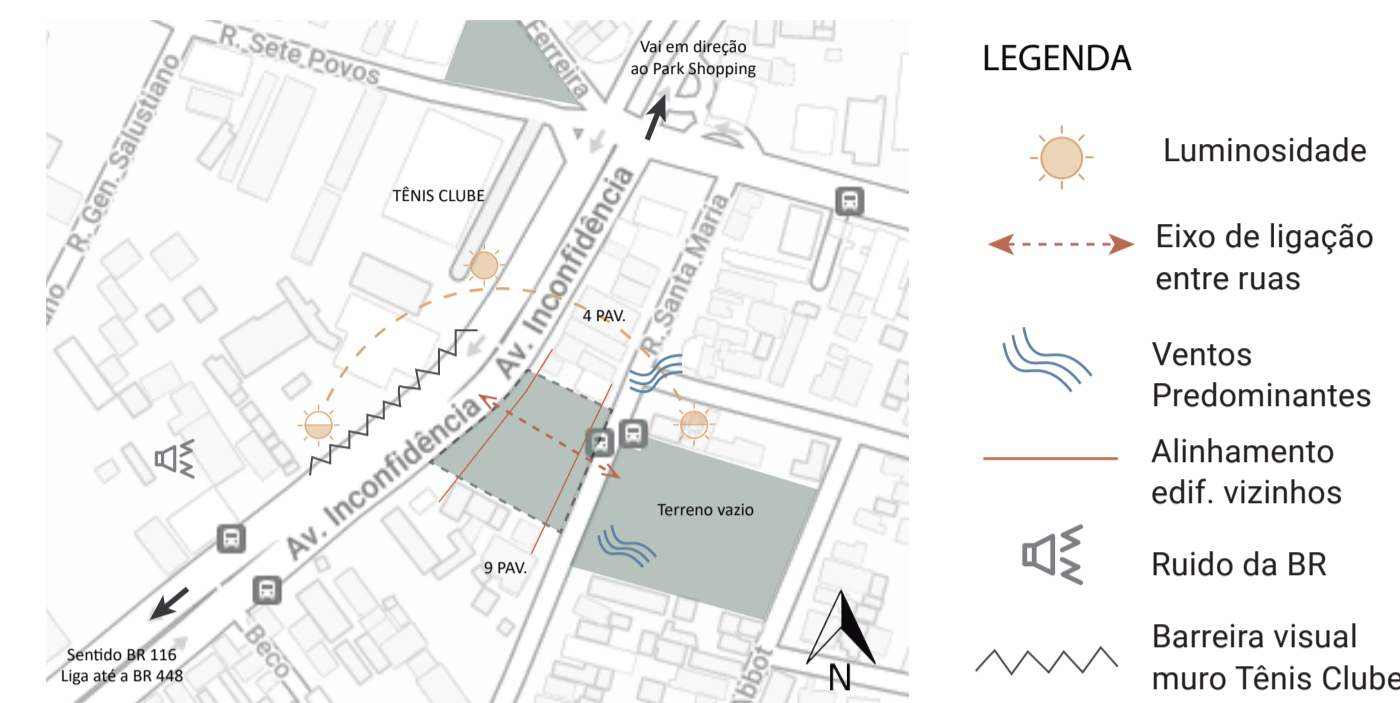 R. Sete Povos
Ferreira
Vai em direção
ao Park Shopping
R. Gen. Salustiano
TÊNIS CLUBE
Av. Inconfidência
R. Santa Maria
4 PAV.
Av. Inconfidência
Terreno vazio
9 PAV.
Sentido BR 116
Liga até a BR 448
Beco
N
LEGENDA
Luminosidade
Eixo de ligação
entre ruas
Ventos
Predominantes
Alinhamento
edif. vizinhos
Ruido da BR
Barreira visual
muro Tênis Clube